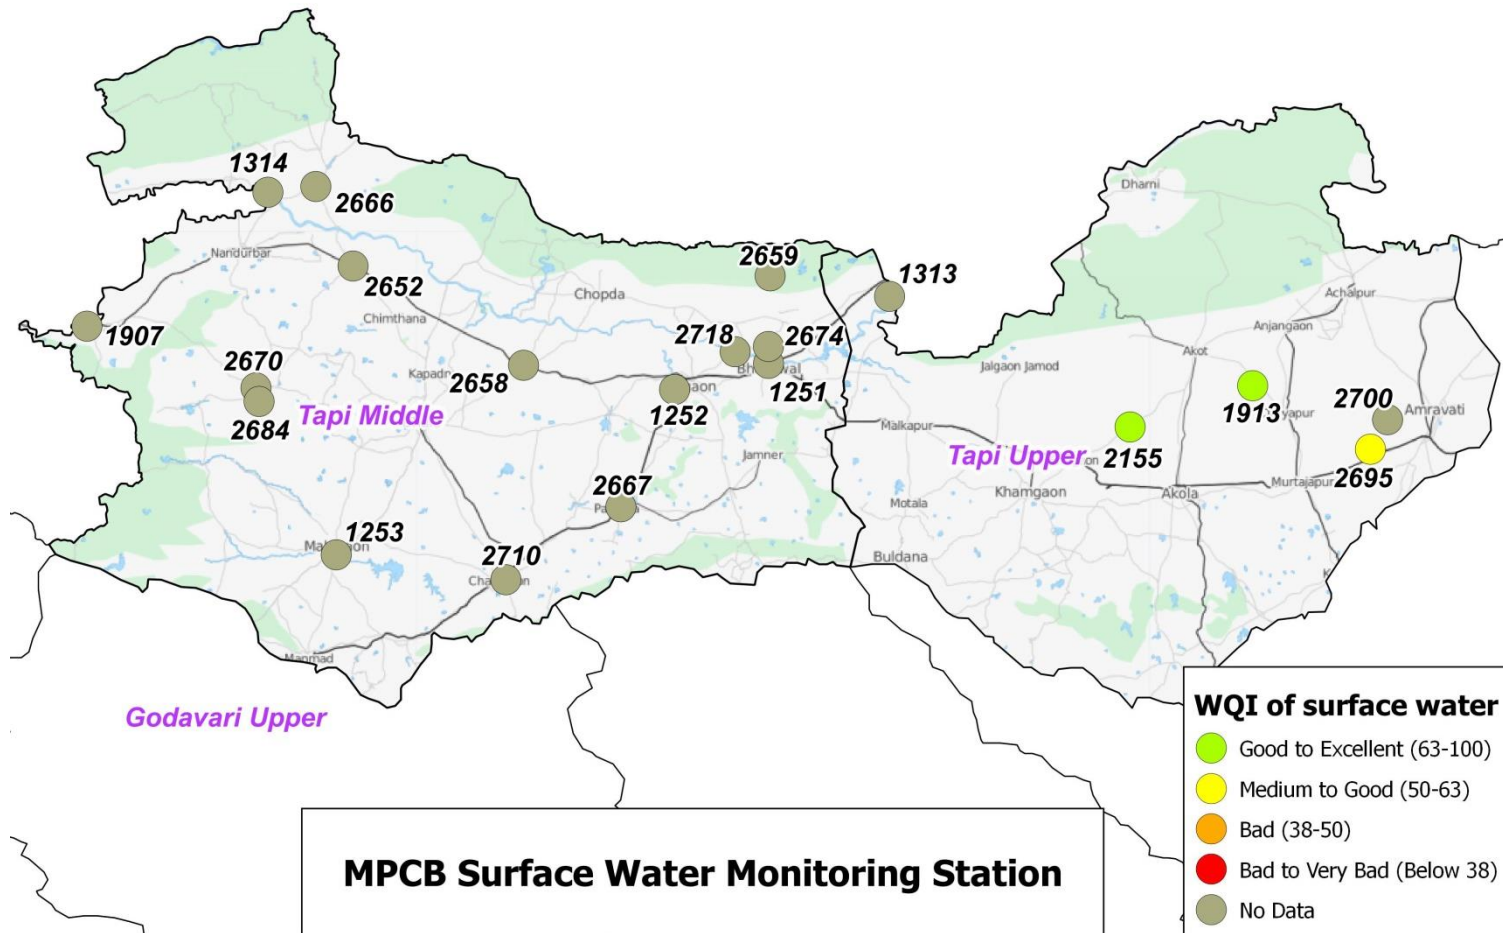 Dharni
1314
2666
Nandurbar
2659
1313
2652
Chopda
Achalpur
Chimthana
Anjangaon
1907
2718
2674
Akot
2670
2658
Jalgaon Jamod
1251
1252
1913
2700
Amravati
2684
Tapi Middle
Malkapur
2155
Tapi Upper
2695
Jamner
2667
Khamgaon
Akola
Murtajapur
Motala
1253
2710
Buldana
Manmad
Godavari Upper
WQI of surface water
Good to Excellent (63-100)
Medium to Good (50-63)
Bad (38-50)
Bad to Very Bad (Below 38)
No Data
MPCB Surface Water Monitoring Station